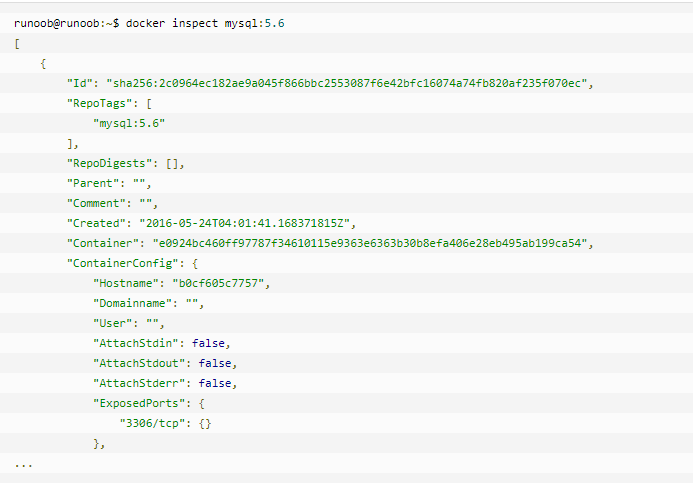 runoob@runoob:~$ docker inspect mysql:5.6
[
    {
        "Id": "sha256:2c0964ec182ae9a045f866bbc2553087f6e42bfc16074a74fb820af235f070ec",
        "RepoTags": [
            "mysql:5.6"
        ],
        "RepoDigests": [],
        "Parent": "",
        "Comment": "",
        "Created": "2016-05-24T04:01:41.168371815Z",
        "Container": "e0924bc460ff97787f34610115e9363e6363b30b8efa406e28eb495ab199ca54",
        "ContainerConfig": {
            "Hostname": "b0cf605c7757",
            "Domainname": "",
            "User": "",
            "AttachStdin": false,
            "AttachStdout": false,
            "AttachStderr": false,
            "ExposedPorts": {
                "3306/tcp": {}
            },
...